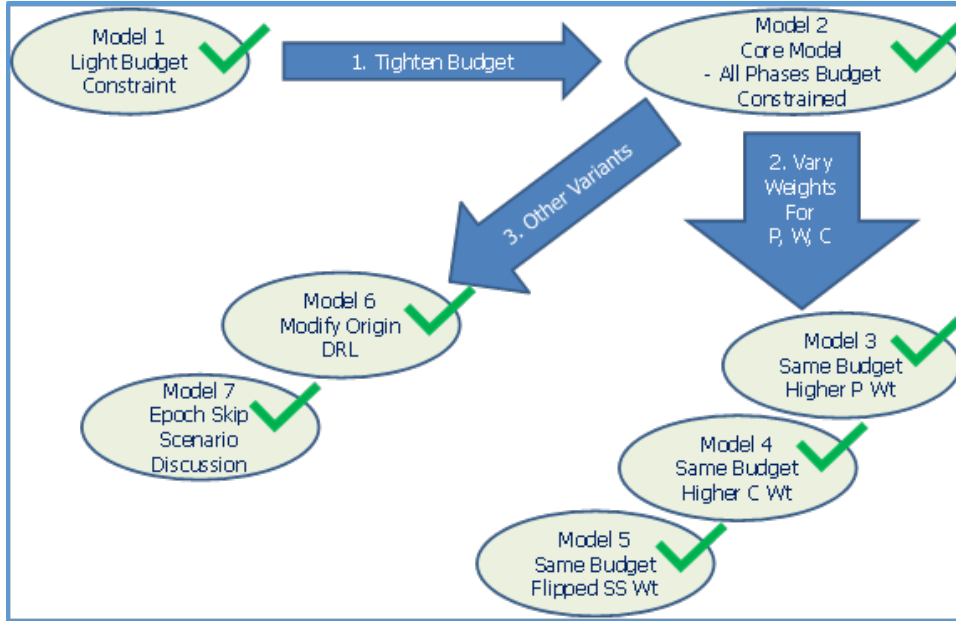 Model 1
Light Budget
Constraint
1. Tighten Budget
Model 2
Core Model
- All Phases Budget
Constrained
2. Vary
Weights
For
P, W, C
3. Other Variants
Model 6
Modify Origin
DRL
Model 7
Epoch Skip
Scenario
Discussion
Model 3
Same Budget
Higher P Wt
Model 4
Same Budget
Higher C Wt
Model 5
Same Budget
Flipped SS Wt